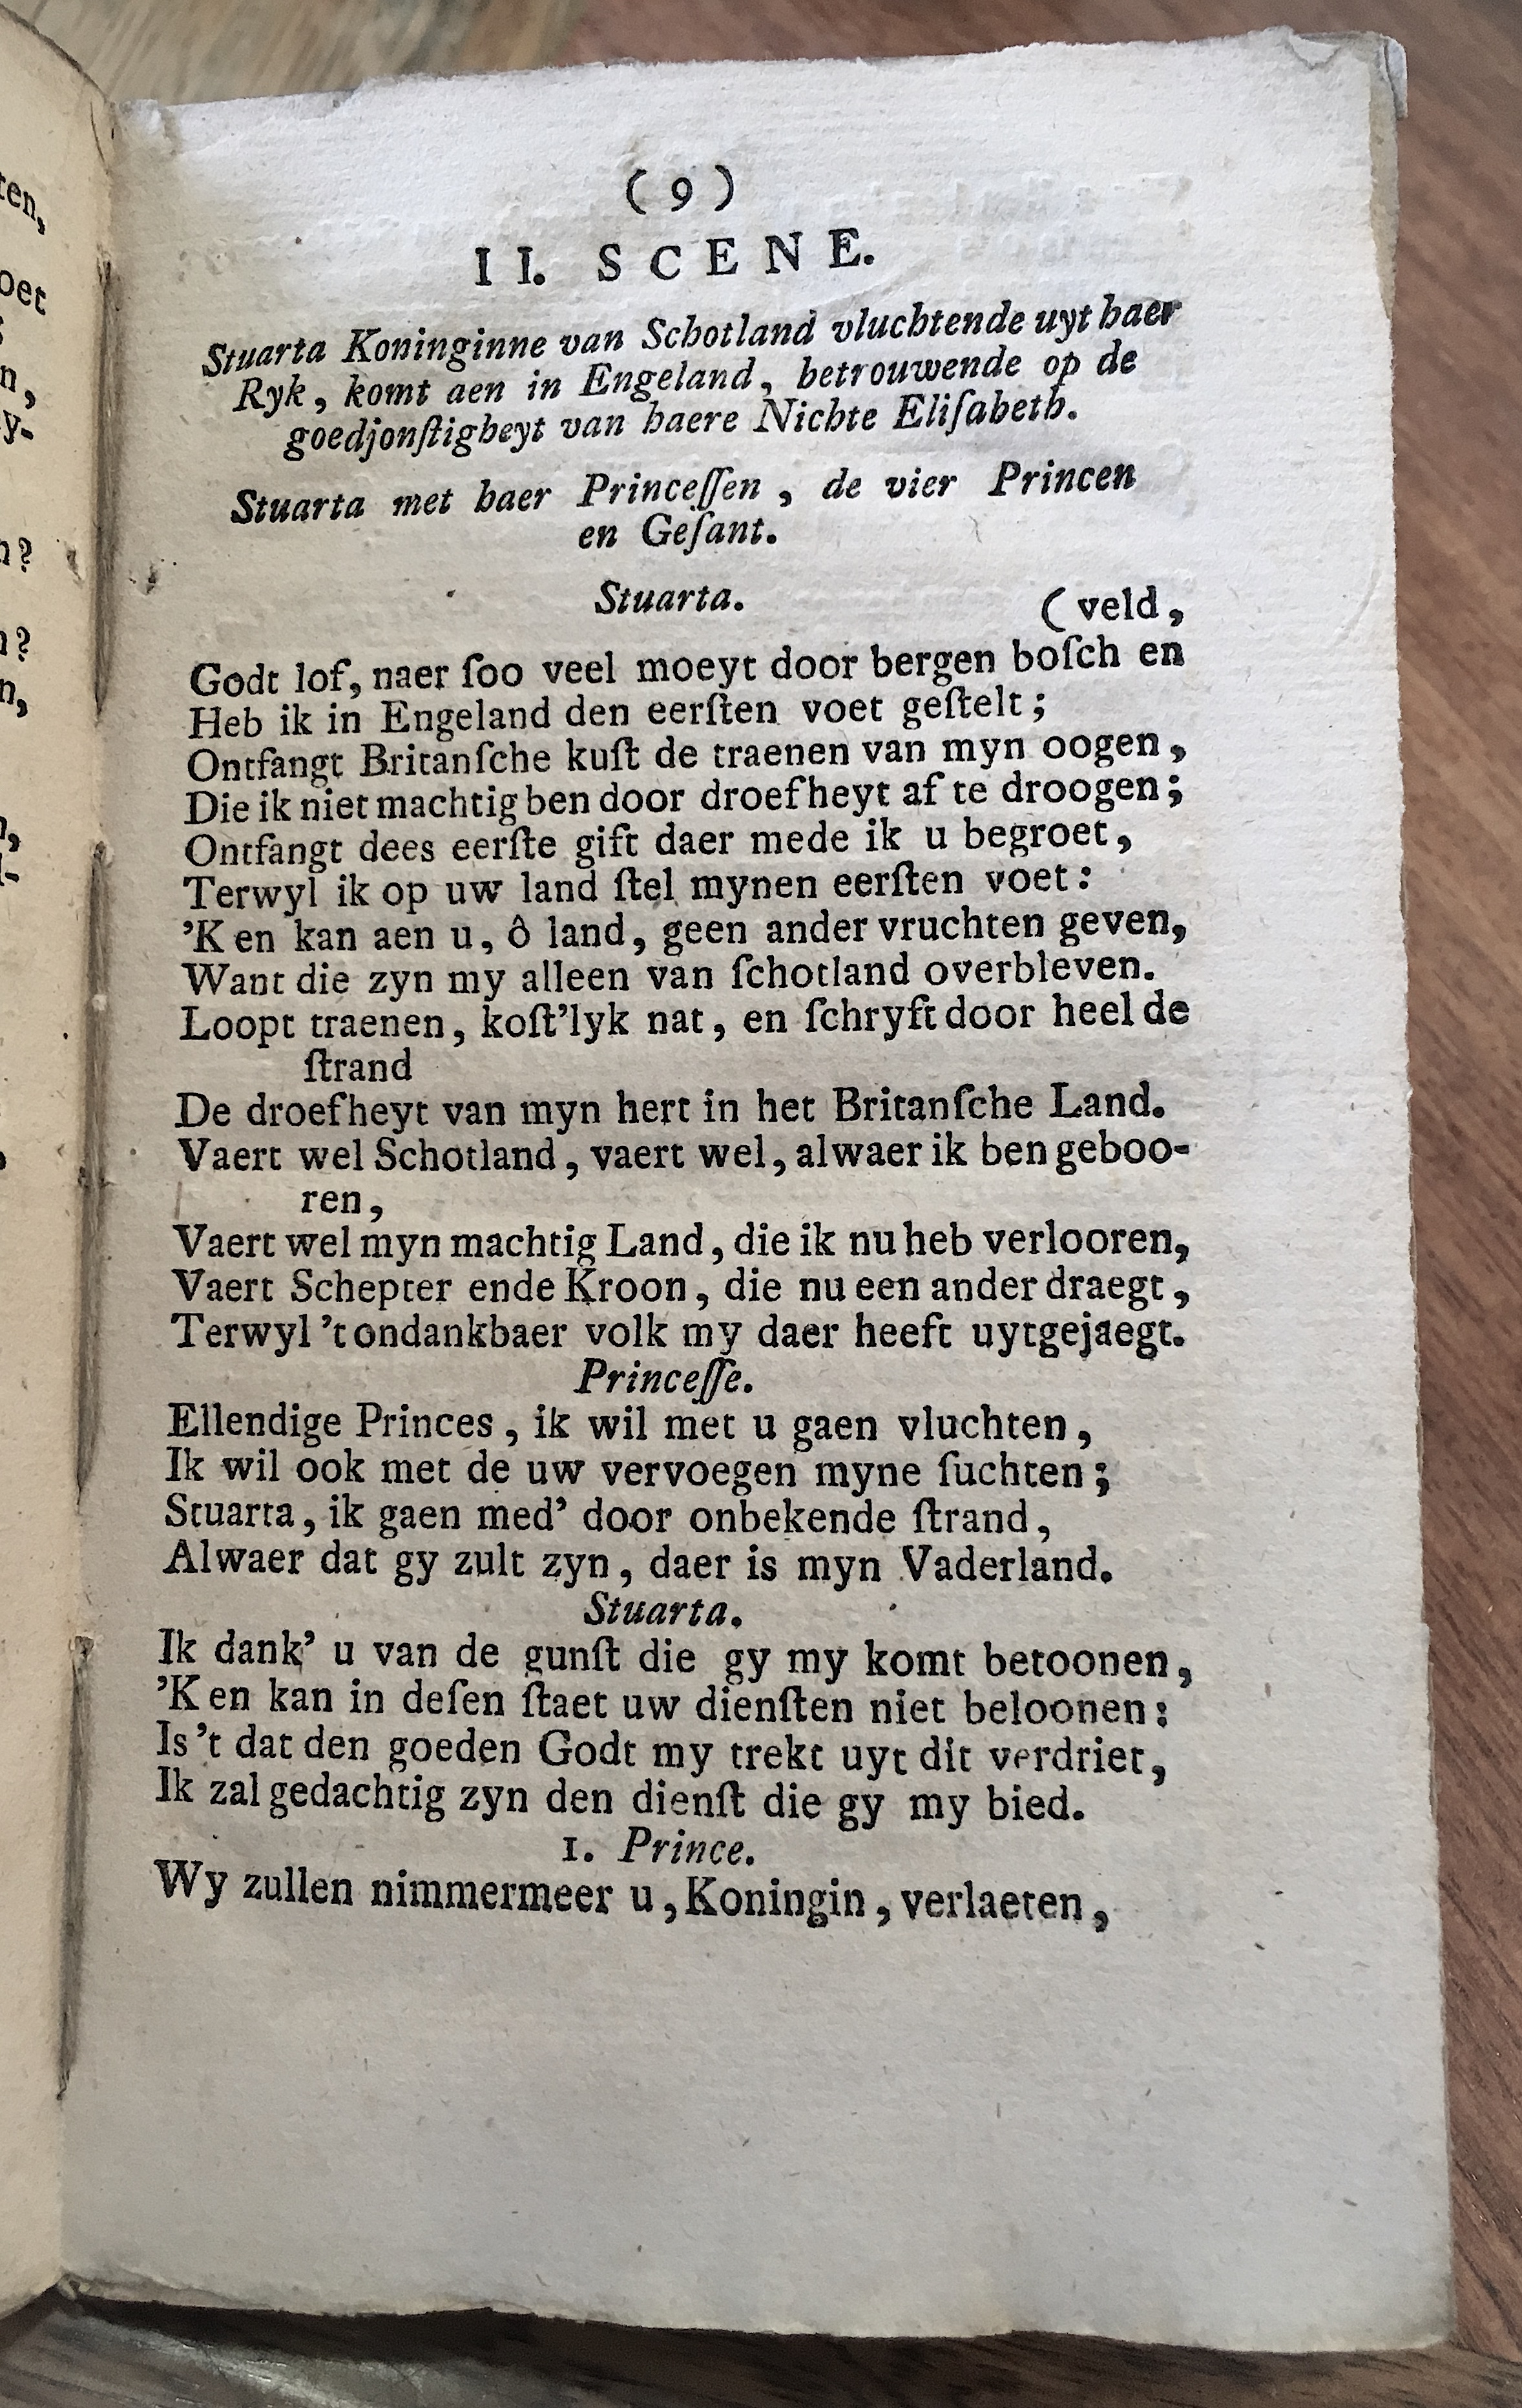 ( 9 )
II. SCENE.
Stuarta Koninginne van Schotland vluchtende uyt haer
Ryk, komt aen in Engeland, betrouwende op de
goedjonſtigheyt van haere Nichte Eliſabeth.
Stuarta met haer Princeſſen, de vier Princen
en Geſant.
Stuarta.
(veld,
Godt lof, naer ſoo veel moeyt door bergen boſch en
Heb ik in Engeland den eerſten voet geſtelt;
Ontfangt Britanſche kuſt de traenen van myn oogen,
Die ik niet machtig ben door droefheyt af te droogen;
Ontfangt dees eerſte gift daer mede ik u begroet,
Terwyl ik op uw land ſtel mynen eerſten voet:
'K en kan aen u, ô land, geen ander vruchten geven,
Want die zyn my alleen van ſchotland overbleven.
Loopt traenen, koſt'lyk nat, en ſchryft door heel de
ſtrand
De droefheyt van myn hert in het Britanſche Land.
Vaert wel Schotland, vaert wel, alwaer ik ben geboo-
ren,
Vaert wel myn machtig Land, die ik nu heb verlooren,
Vaert Schepter ende Kroon, die nu een ander draegt,
Terwyl 't ondankbaer volk my daer heeft uytgejaegt.
Princeſſe.
Ellendige Princes, ik wil met u gaen vluchten,
Ik wil ook met de uw vervoegen myne ſuchten;
Stuarta, ik gaen med' door onbekende ſtrand,
Alwaer dat gy zult zyn, daer is myn Vaderland.
Stuarta.
Ik dank' u van de gunſt die gy my komt betoonen,
'K en kan in deſen ſtaet uw dienſten niet beloonen:
Is 't dat den goeden Godt my trekt uyt dit verdriet,
Ik zal gedachtig zyn den dienſt die gy my bied.
1. Prince.
Wy zullen nimmermeer u, Koningin, verlaeten,